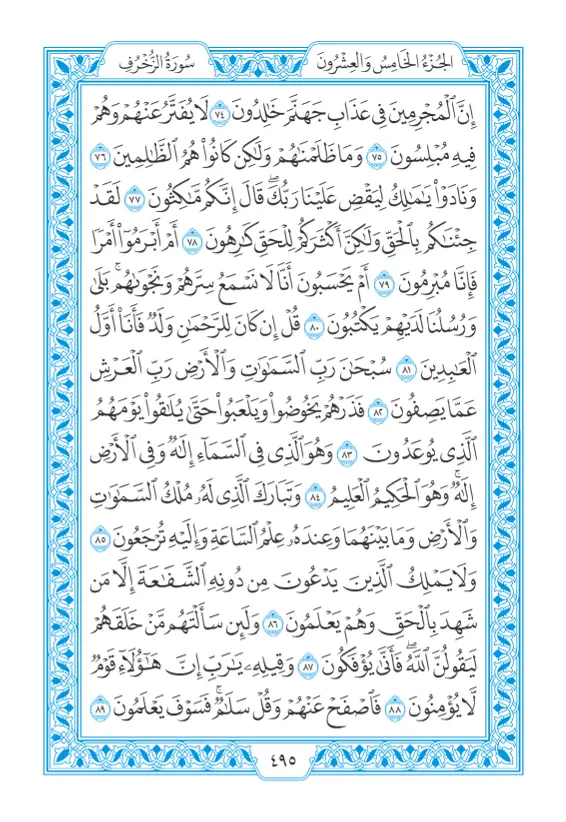 الجُزْءُ الخَامِسُ وَالعِشْرُونَ
سُورَةُ الزُّخْرُفِ
إِنَّ ٱلْمُجْرِمِينَ فِى عَذَابِ جَهَنَّمَ خَٰلِدُونَ ٧٤ لَا يُفَتَّرُ عَنْهُمْ وَهُمْ
فِيهِ مُبْلِسُونَ ٧٥ وَمَا ظَلَمْنَٰهُمْ وَلَٰكِن كَانُوا۟ هُمُ ٱلظَّٰلِمِينَ ٧٦
وَنَادَوْا۟ يَٰمَٰلِكُ لِيَقْضِ عَلَيْنَا رَبُّكَ ۖ قَالَ إِنَّكُم مَّٰكِثُونَ ٧٧ لَقَدْ
جِئْنَٰكُم بِٱلْحَقِّ وَلَٰكِنَّ أَكْثَرَكُمْ لِلْحَقِّ كَٰرِهُونَ ٧٨ أَمْ أَبْرَمُوٓا۟ أَمْرًا
فَإِنَّا مُبْرِمُونَ ٧٩ أَمْ يَحْسَبُونَ أَنَّا لَا نَسْمَعُ سِرَّهُمْ وَنَجْوَىٰهُم ۚ بَلَىٰ
وَرُسُلُنَا لَدَيْهِمْ يَكْتُبُونَ ٨٠ قُلْ إِن كَانَ لِلرَّحْمَٰنِ وَلَدٌ فَأَنَا۠ أَوَّلُ
ٱلْعَٰبِدِينَ ٨١ سُبْحَٰنَ رَبِّ ٱلسَّمَٰوَٰتِ وَٱلْأَرْضِ رَبِّ ٱلْعَرْشِ
عَمَّا يَصِفُونَ ٨٢ فَذَرْهُمْ يَخُوضُوا۟ وَيَلْعَبُوا۟ حَتَّىٰ يُلَٰقُوا۟ يَوْمَهُمُ
ٱلَّذِى يُوعَدُونَ ٨٣ وَهُوَ ٱلَّذِى فِى ٱلسَّمَآءِ إِلَٰهٌ وَفِى ٱلْأَرْضِ
إِلَٰهٌ ۚ وَهُوَ ٱلْحَكِيمُ ٱلْعَلِيمُ ٨٤ وَتَبَارَكَ ٱلَّذِى لَهُۥ مُلْكُ ٱلسَّمَٰوَٰتِ
وَٱلْأَرْضِ وَمَا بَيْنَهُمَا وَعِندَهُۥ عِلْمُ ٱلسَّاعَةِ وَإِلَيْهِ تُرْجَعُونَ ٨٥
وَلَا يَمْلِكُ ٱلَّذِينَ يَدْعُونَ مِن دُونِهِ ٱلشَّفَٰعَةَ إِلَّا مَن
شَهِدَ بِٱلْحَقِّ وَهُمْ يَعْلَمُونَ ٨٦ وَلَئِن سَأَلْتَهُم مَّنْ خَلَقَهُمْ
لَيَقُولُنَّ ٱللَّهُ ۖ فَأَنَّىٰ يُؤْفَكُونَ ٨٧ وَقِيلِهِۦ يَٰرَبِّ إِنَّ هَٰٓؤُلَآءِ قَوْمٌ
لَّا يُؤْمِنُونَ ٨٨ فَٱصْفَحْ عَنْهُمْ وَقُلْ سَلَٰمٌ ۚ فَسَوْفَ يَعْلَمُونَ ٨٩
٤٩٥